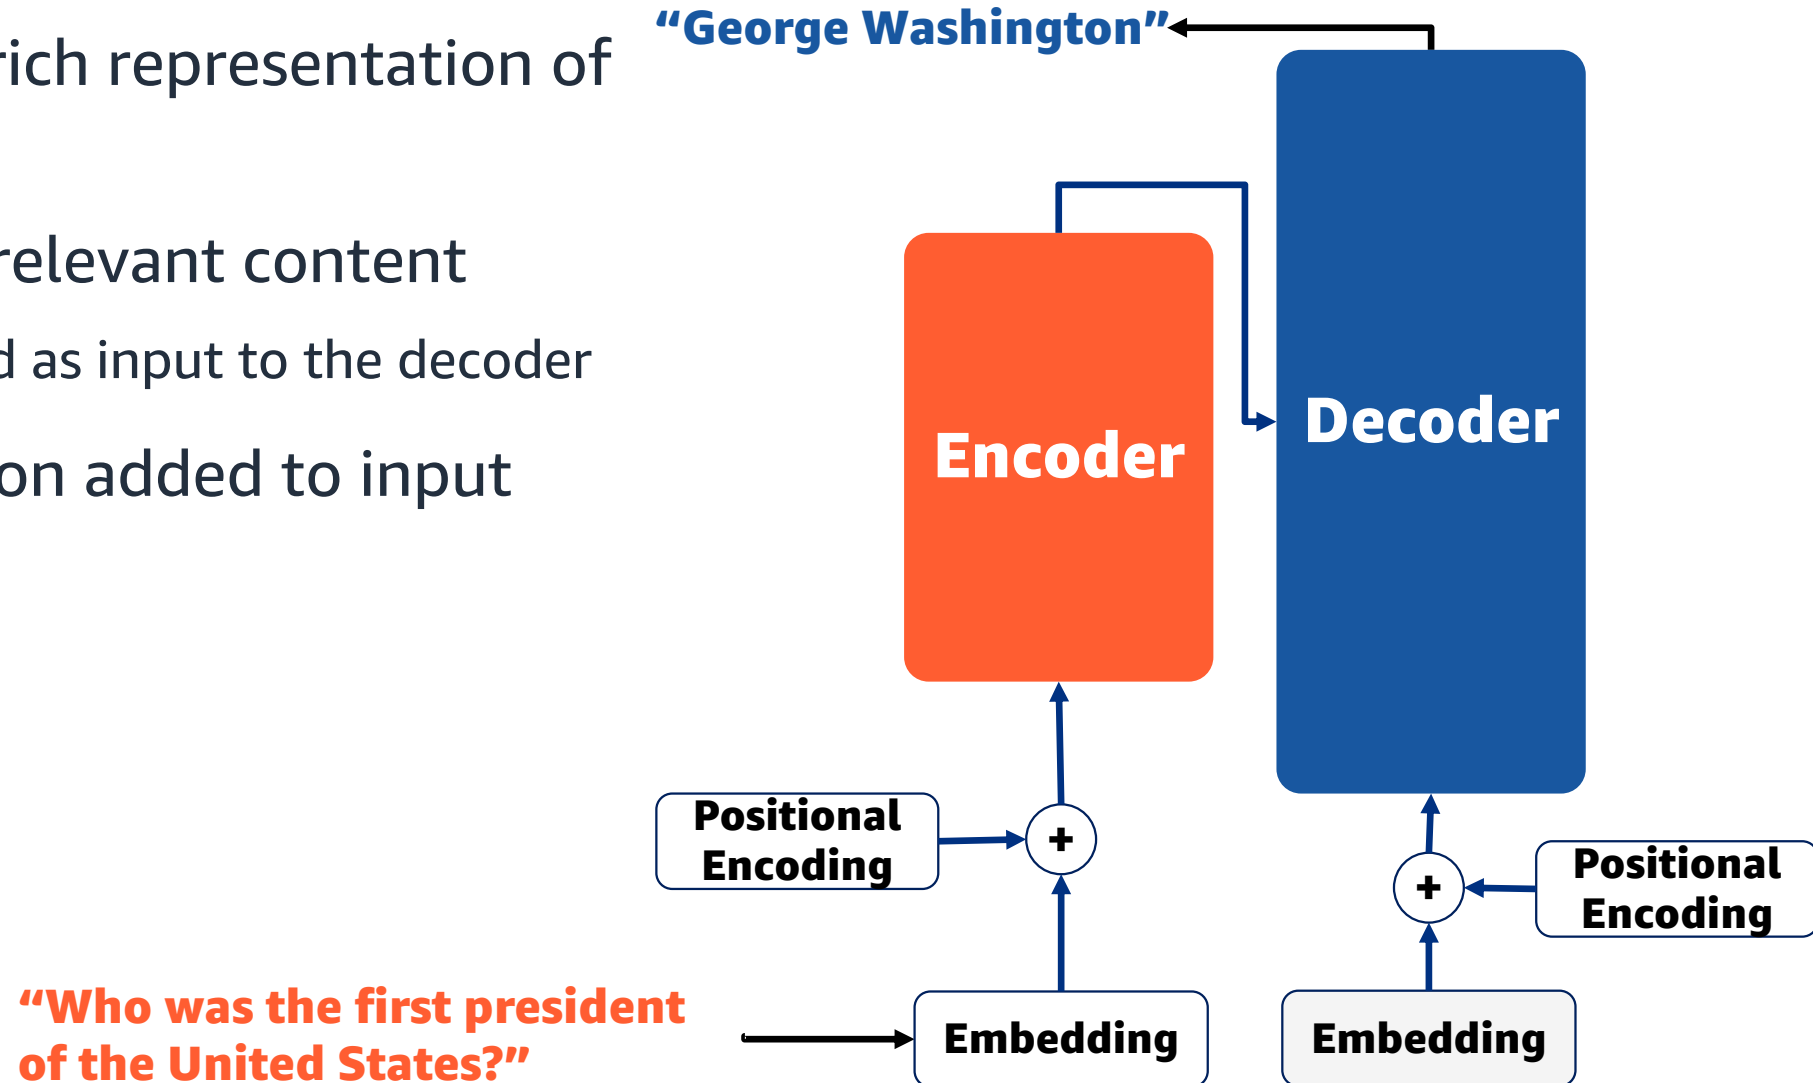 rich representation of
relevant content
d as input to the decoder
on added to input
“George Washington”
Encoder
Decoder
Positional
Encoding
+
+
Positional
Encoding
“Who was the first president
of the United States?”
Embedding
Embedding